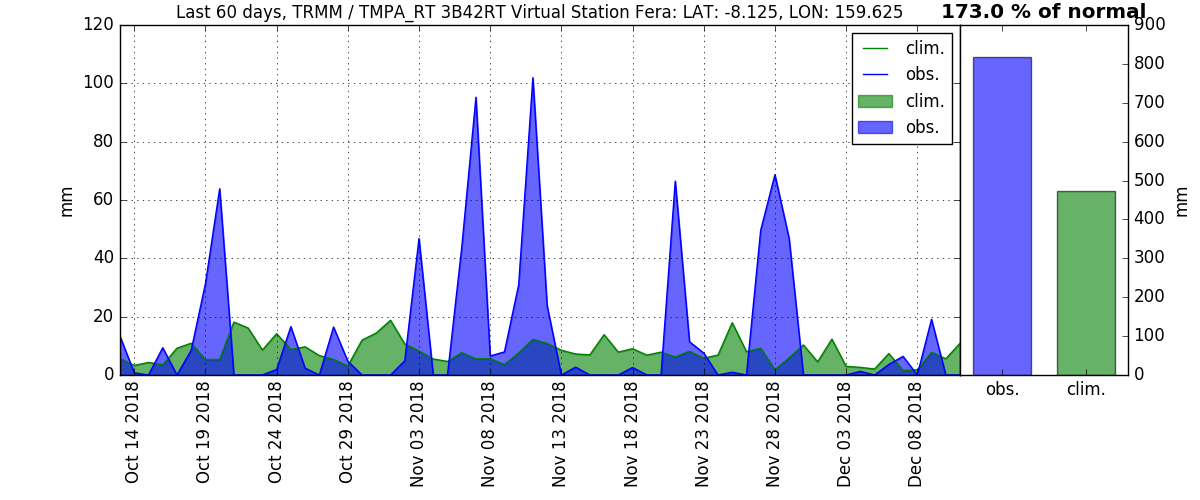 Last 60 days, TRMM / TMPA_RT 3B42RT Virtual Station Fera: LAT: -8.125, LON: 159.625
173.0 % of normal
120
100
80
60
40
20
0
mm
clim.
obs.
clim.
obs.
900
800
700
600
500
400
300
200
100
0
mm
Oct 14 2018
Oct 19 2018
Oct 24 2018
Oct 29 2018
Nov 03 2018
Nov 08 2018
Nov 13 2018
Nov 18 2018
Nov 23 2018
Nov 28 2018
Dec 03 2018
Dec 08 2018
obs.
clim.